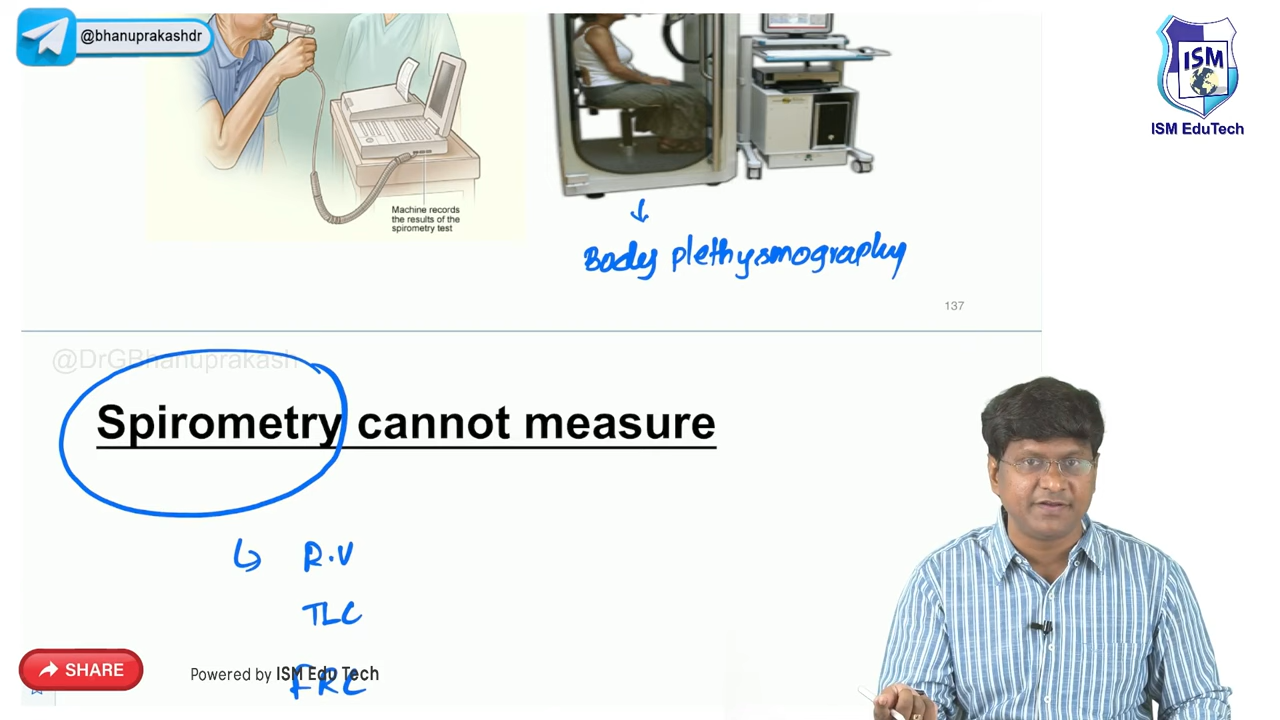 @bhanuprakashdr
ISM
ISM EduTech
Machine records
the results of the
spirometry test
Body plethysmography
137
@DrGBhanuprakash
Spirometry cannot measure
R.V
TLC
FRC
SHARE
Powered by ISM Edu Tech